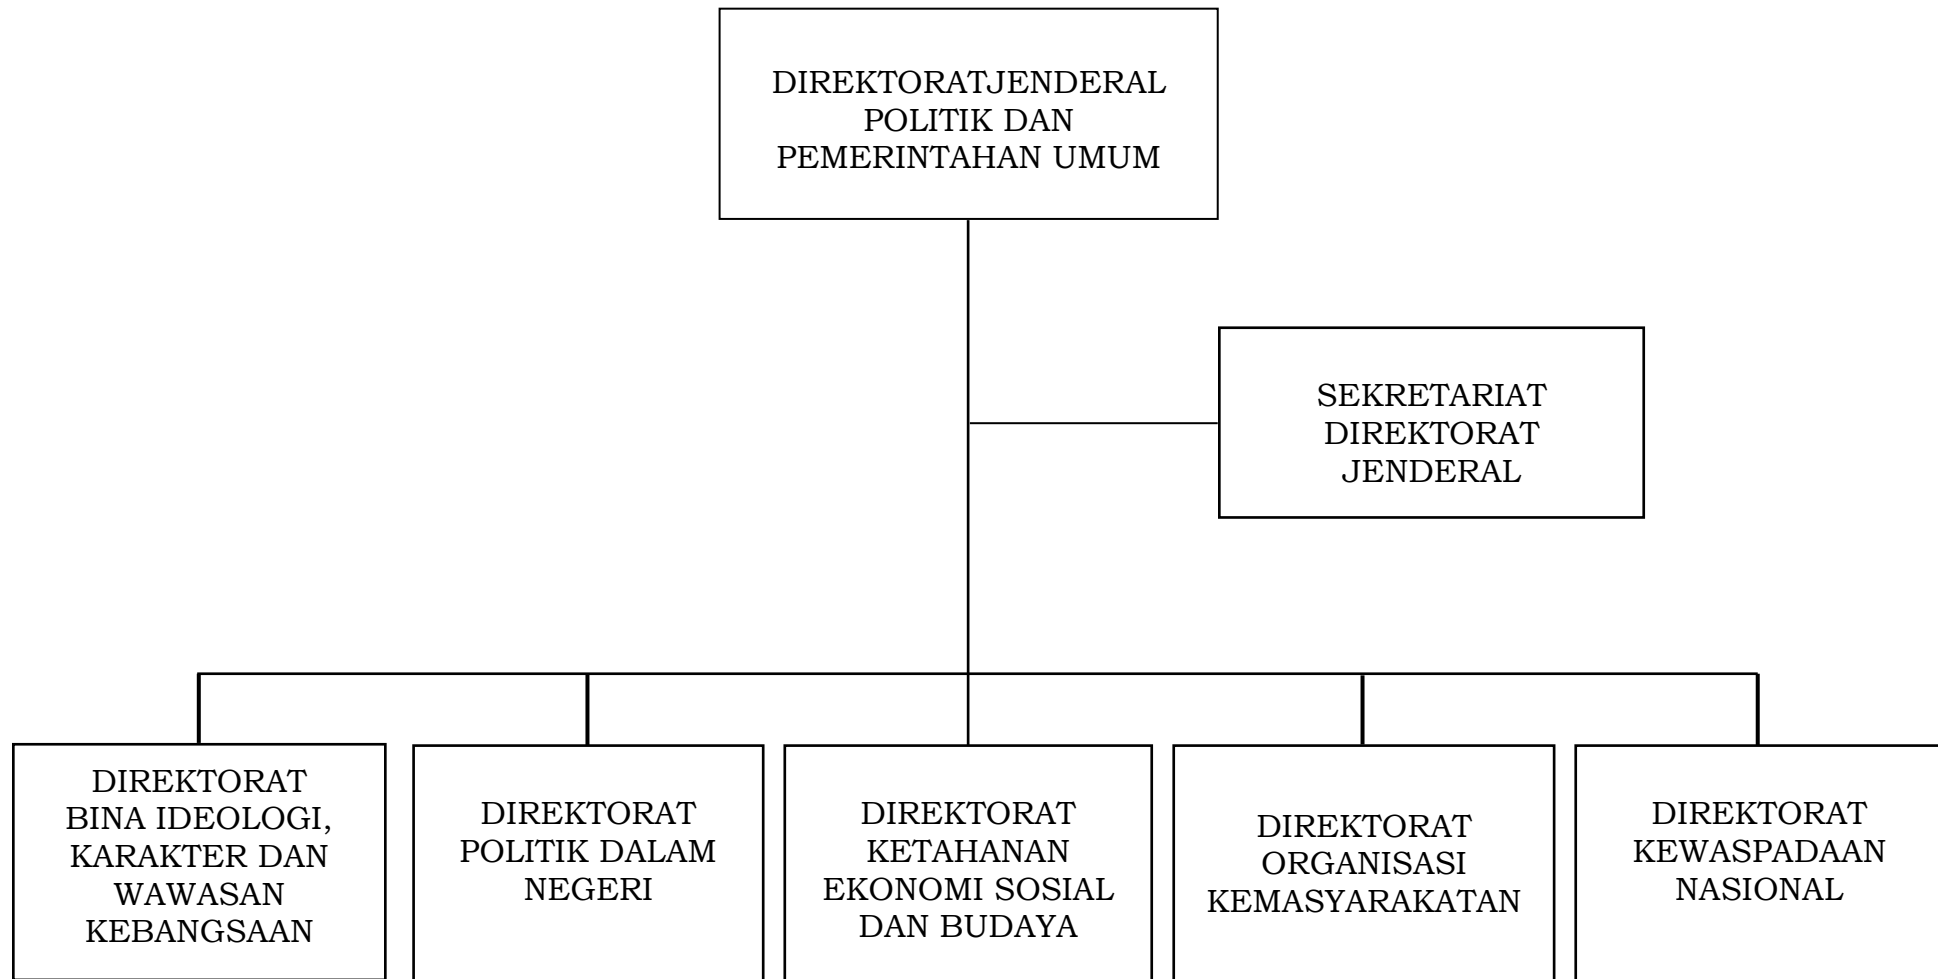 DIREKTORATJENDERAL
POLITIK DAN
PEMERINTAHAN UMUM
SEKRETARIAT
DIREKTORAT
JENDERAL
DIREKTORAT
BINA IDEOLOGI,
KARAKTER DAN
WAWASAN
KEBANGSAAN
DIREKTORAT
POLITIK DALAM
NEGERI
DIREKTORAT
KETAHANAN
EKONOMI SOSIAL
DAN BUDAYA
DIREKTORAT
ORGANISASI
KEMASYARAKATAN
DIREKTORAT
KEWASPADAAN
NASIONAL